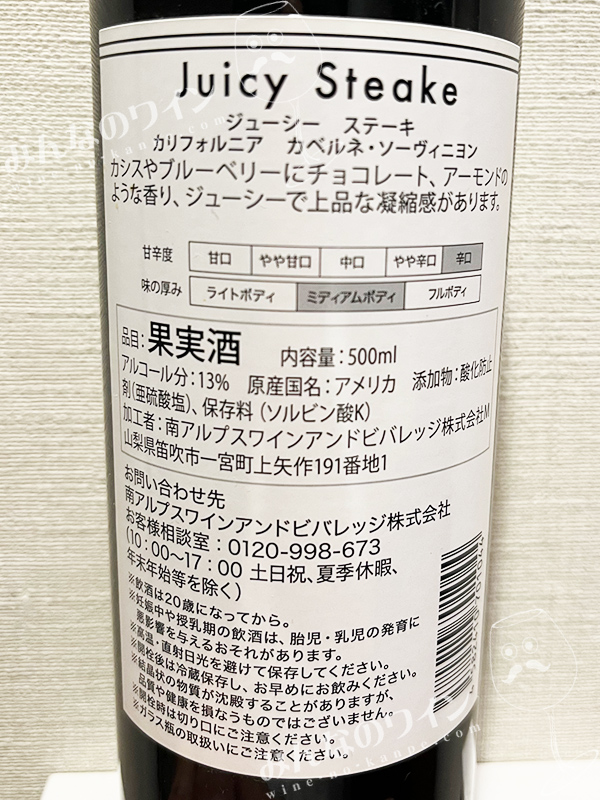 Juicy Steake
ジューシー ステーキ
カリフォルニア カベルネ・ソーヴィニヨン
カシスやブルーベリーにチョコレート、アーモンドの
ような香り、ジューシーで上品な凝縮感があります。
甘辛度 甘口 やや甘口 中口 やや辛口 辛口
味の厚み ライトボディ ミディアムボディ フルボディ
品目:果実酒 内容量:500ml
アルコール分:13% 原産国名:アメリカ 添加物:酸化防止
剤(亜硫酸塩)、保存料(ソルビン酸K)
加工者:南アルプスワインアンドビバレッジ株式会社M
山梨県笛吹市一宮町上矢作191番地1
お問い合わせ先
南アルプスワインアンドビバレッジ株式会社
お客様相談室:0120-998-673
(10:00〜17:00 土日祝、夏季休暇、
年末年始等を除く)
※飲酒は20歳になってから。
※妊娠中や授乳期の飲酒は、胎児・乳児の発育に
悪影響を与えるおそれがあります。
※高温・直射日光を避けて保存してください。
※開栓後は冷蔵保存し、お早めにお飲みください。
※結晶状の物質が沈殿することがありますが、
品質や健康を損なうものではございません。
※開栓時は切り口にご注意ください。
※ガラス瓶の取扱いにご注意ください。
みんなのワイン
みんなのワイン
wine-no-kanpe.com